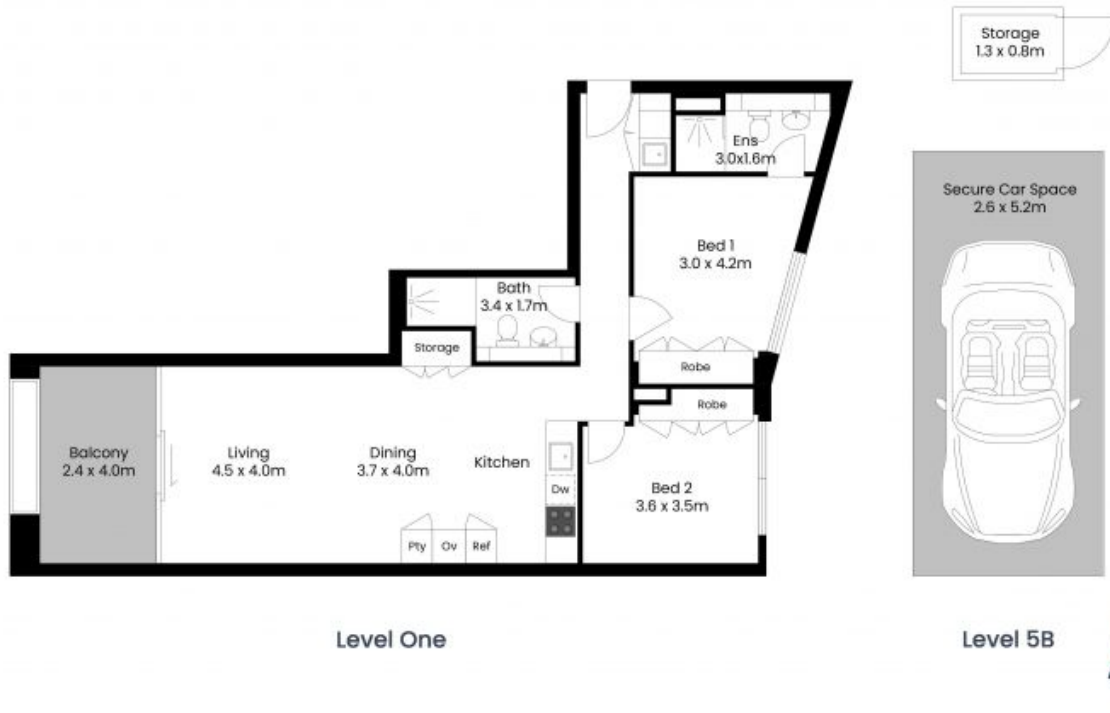 Storage
1.3 x 0.8m
Ens
3.0x1.6m
Secure Car Space
2.6 x 5.2m
Bed 1
3.0 x 4.2m
Bath
3.4 x 1.7m
Storage
Robe
Robe
Balcony
2.4 x 4.0m
Living
4.5 x 4.0m
Dining
3.7 x 4.0m
Kitchen
Dw
Bed 2
3.6 x 3.5m
Pty
Ov
Ref
Level One
Level 5B